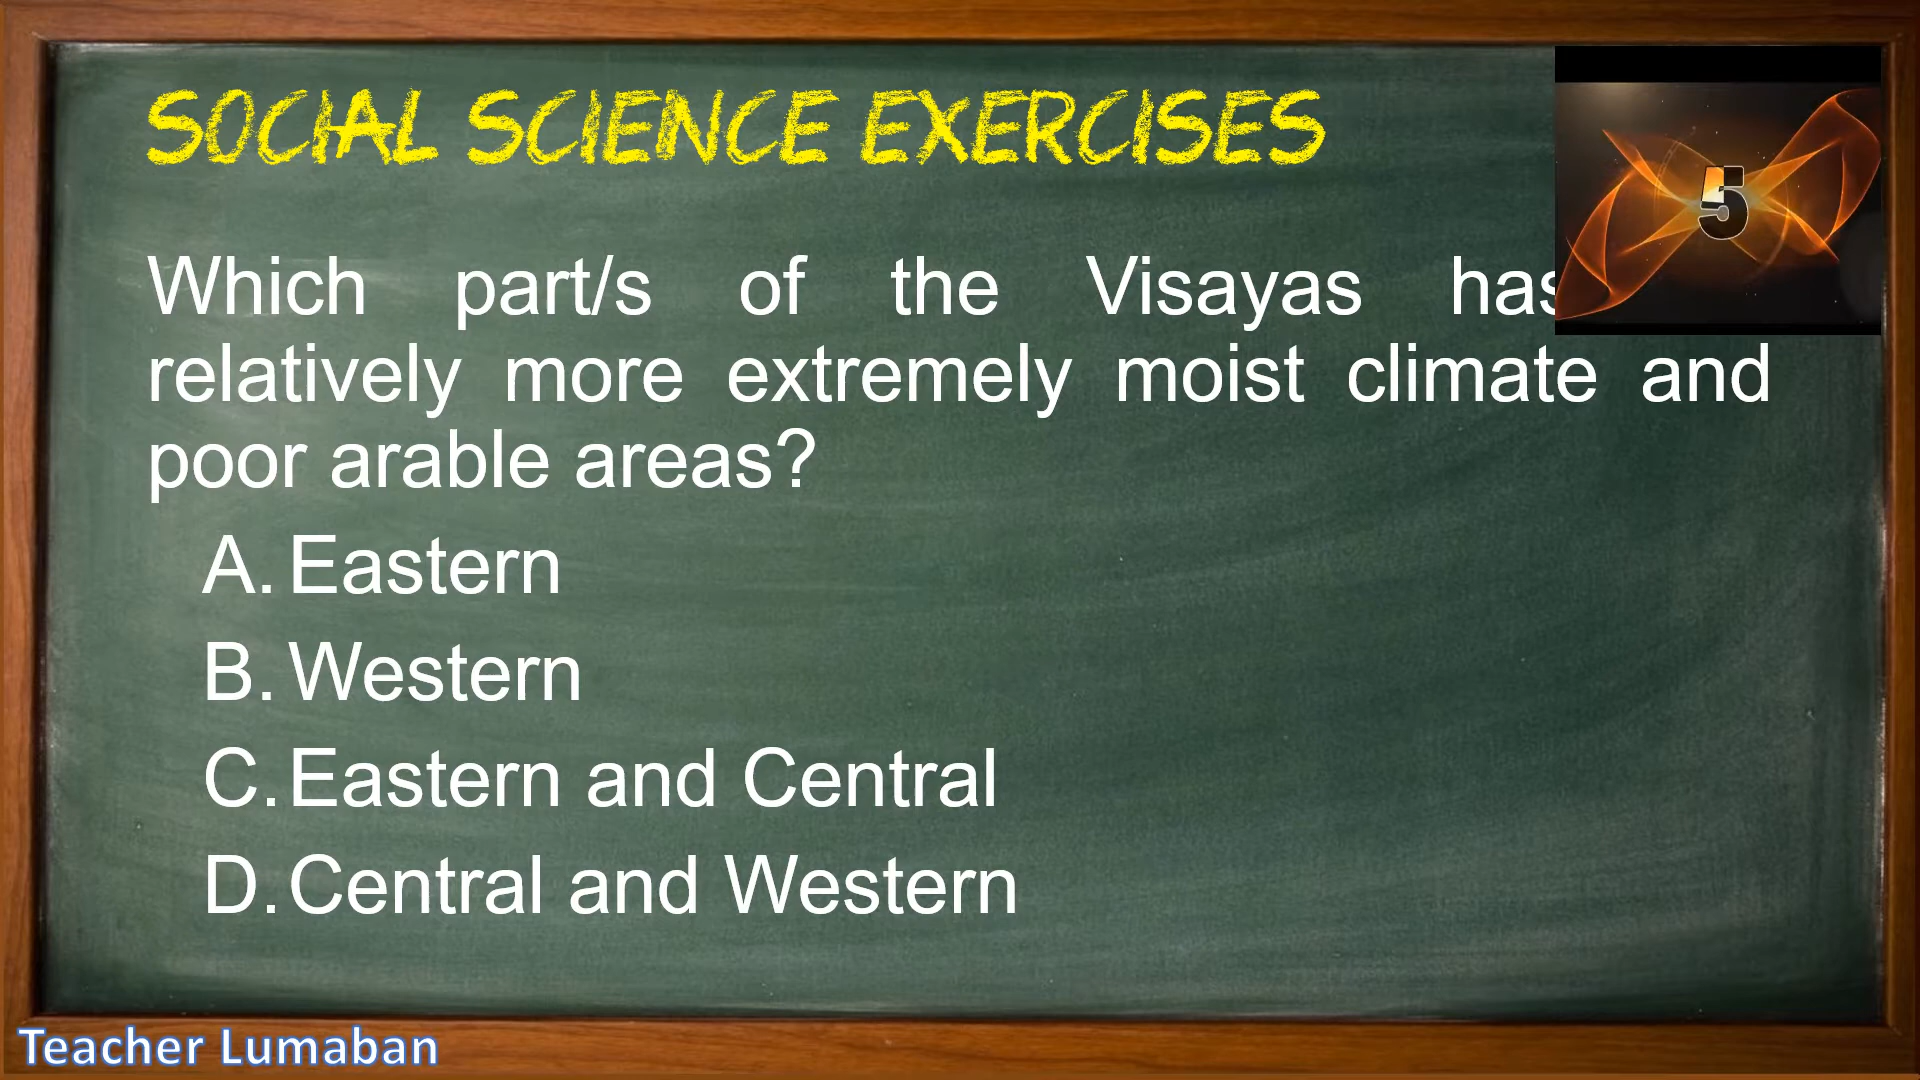 SOCIAL SCIENCE EXERCISES
5
Which part/s of the Visayas has
relatively more extremely moist climate and
poor arable areas?
A. Eastern
B. Western
C. Eastern and Central
D. Central and Western
Teacher Lumaban